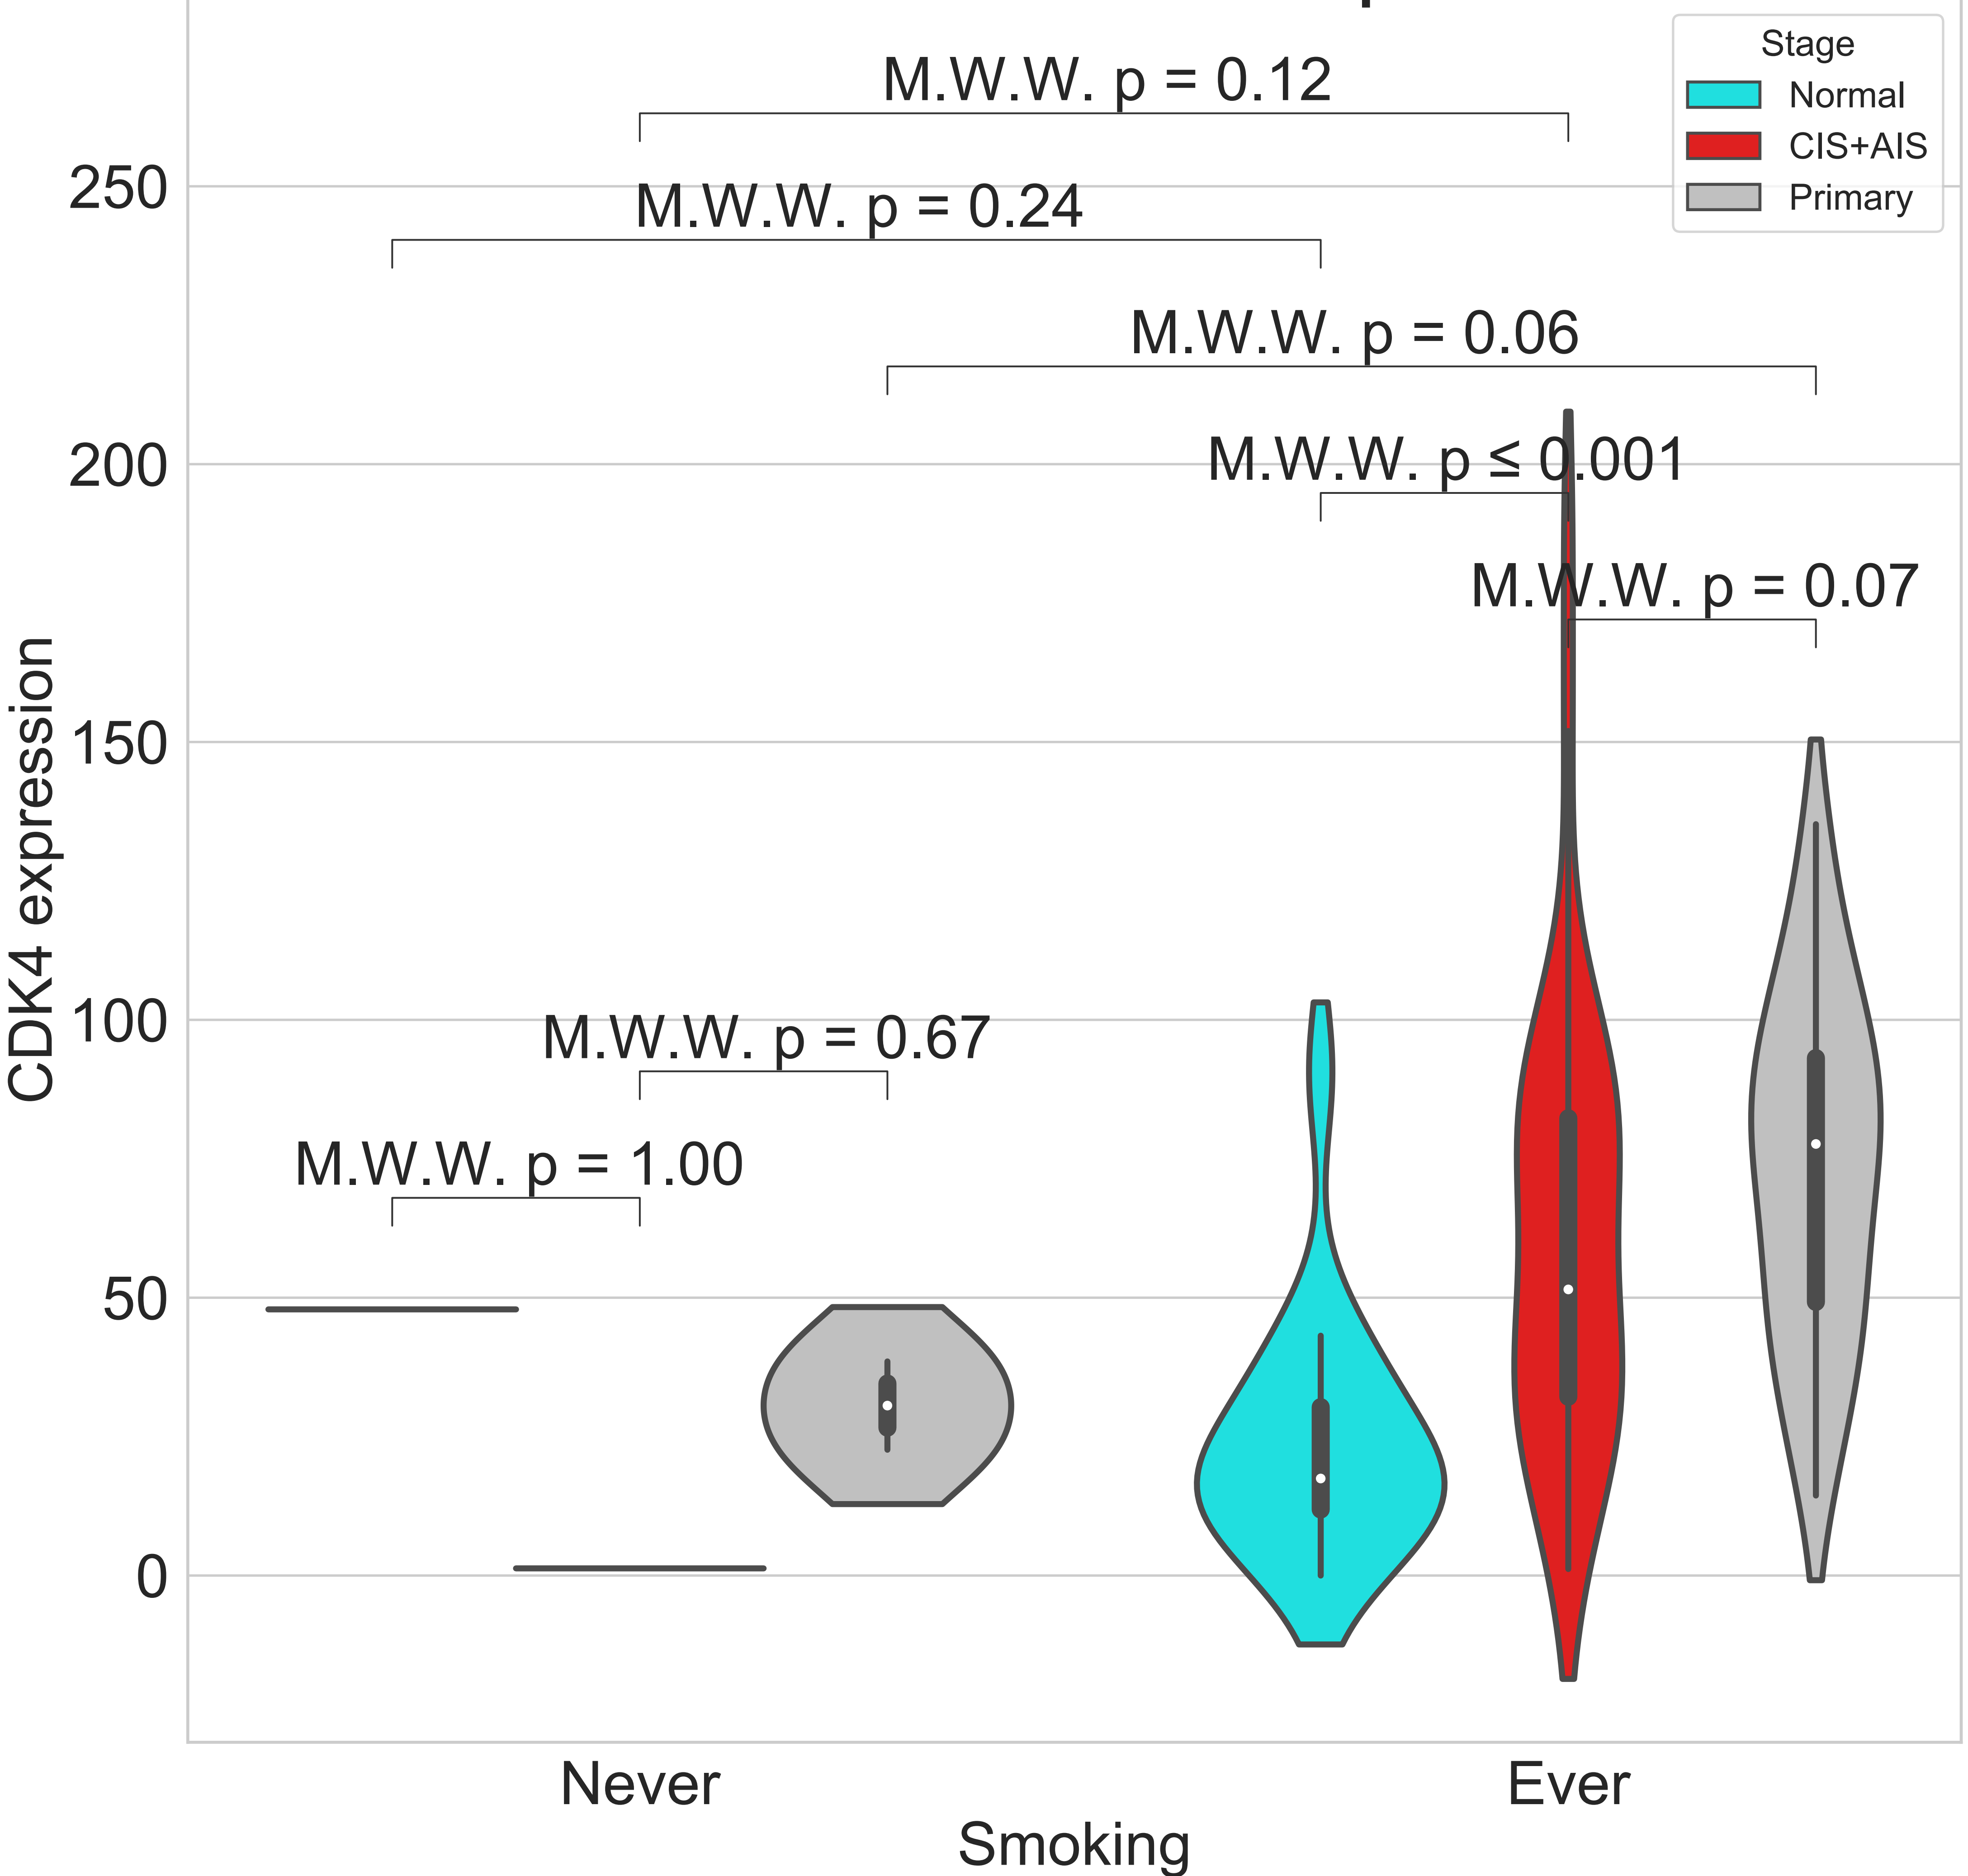 Stage
Normal
CIS+AIS
Primary
M.W.W. p = 0.12
M.W.W. p = 0.24
M.W.W. p = 0.06
M.W.W. p ≤ 0.001
M.W.W. p = 0.07
M.W.W. p = 0.67
M.W.W. p = 1.00
250
200
150
100
50
0
CDK4 expression
Never
Ever
Smoking